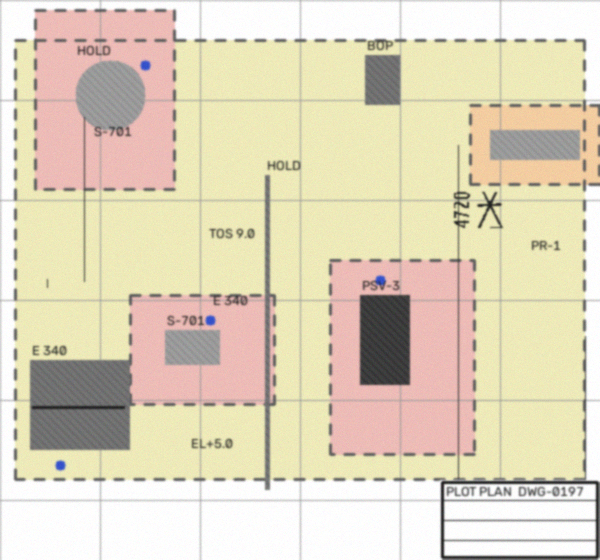 BOP
HOLD
S-701
HOLD
4720
TOS 9.0
PR-1
PSV-3
E 340
S-701
E 340
EL+5.0
PLOT PLAN DWG-0197